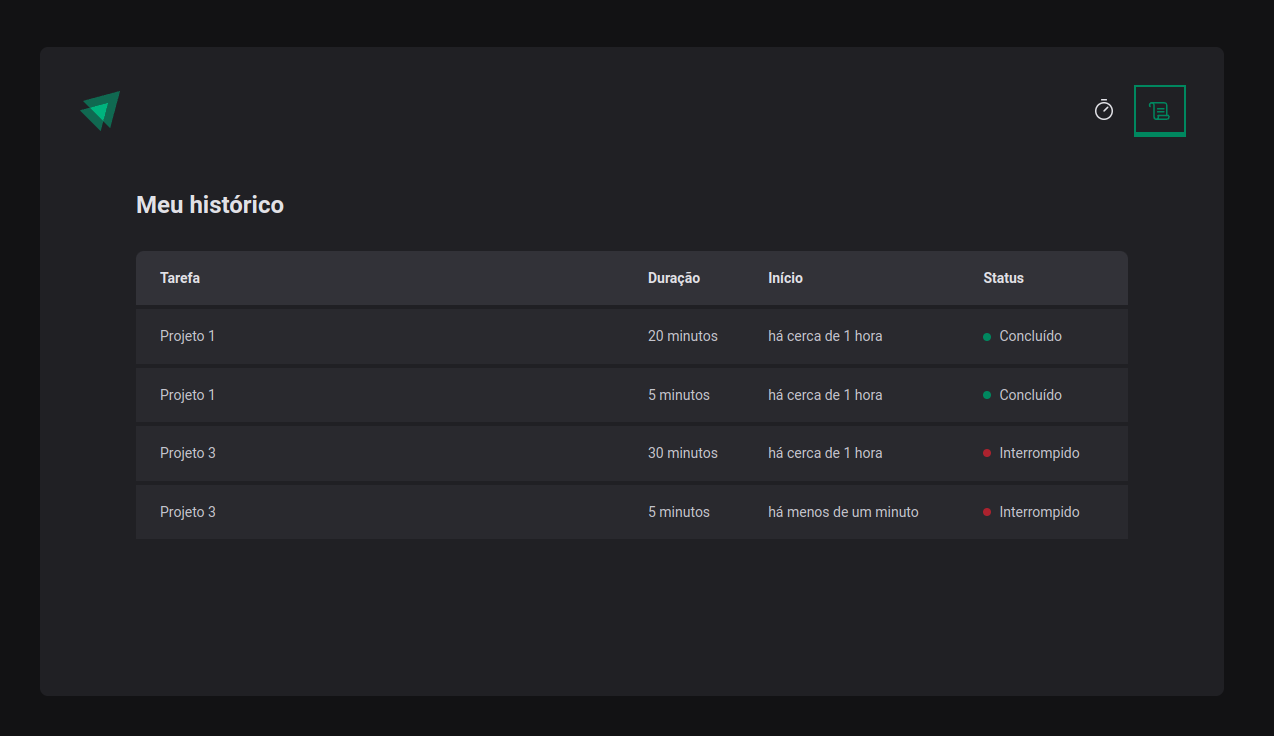 Meu histórico
Tarefa Duração Início Status
Projeto 1 20 minutos há cerca de 1 hora Concluído
Projeto 1 5 minutos há cerca de 1 hora Concluído
Projeto 3 30 minutos há cerca de 1 hora Interrompido
Projeto 3 5 minutos há menos de um minuto Interrompido